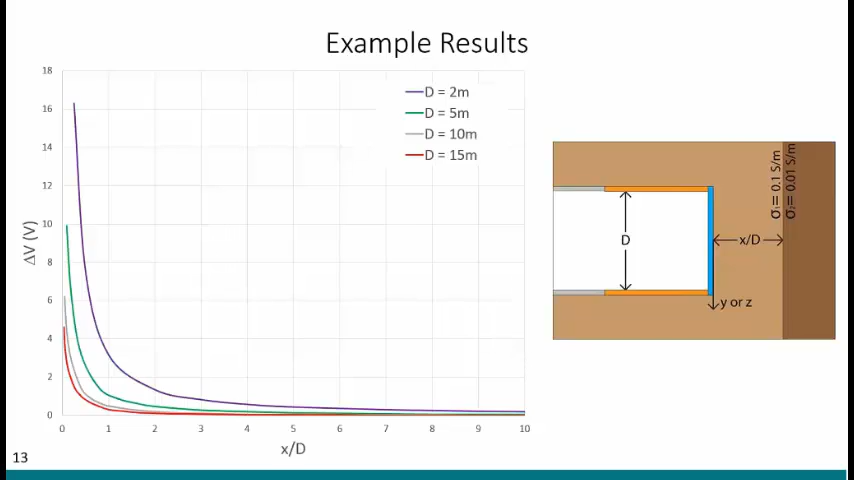 Example Results
18
16
14
12
10
8
6
4
2
0
ΔV (V)
0 1 2 3 4 5 6 7 8 9 10
x/D
D = 2m
D = 5m
D = 10m
D = 15m
D
x/D
y or z
σ₁= 0.1 S/m
σ₂= 0.01 S/m
13